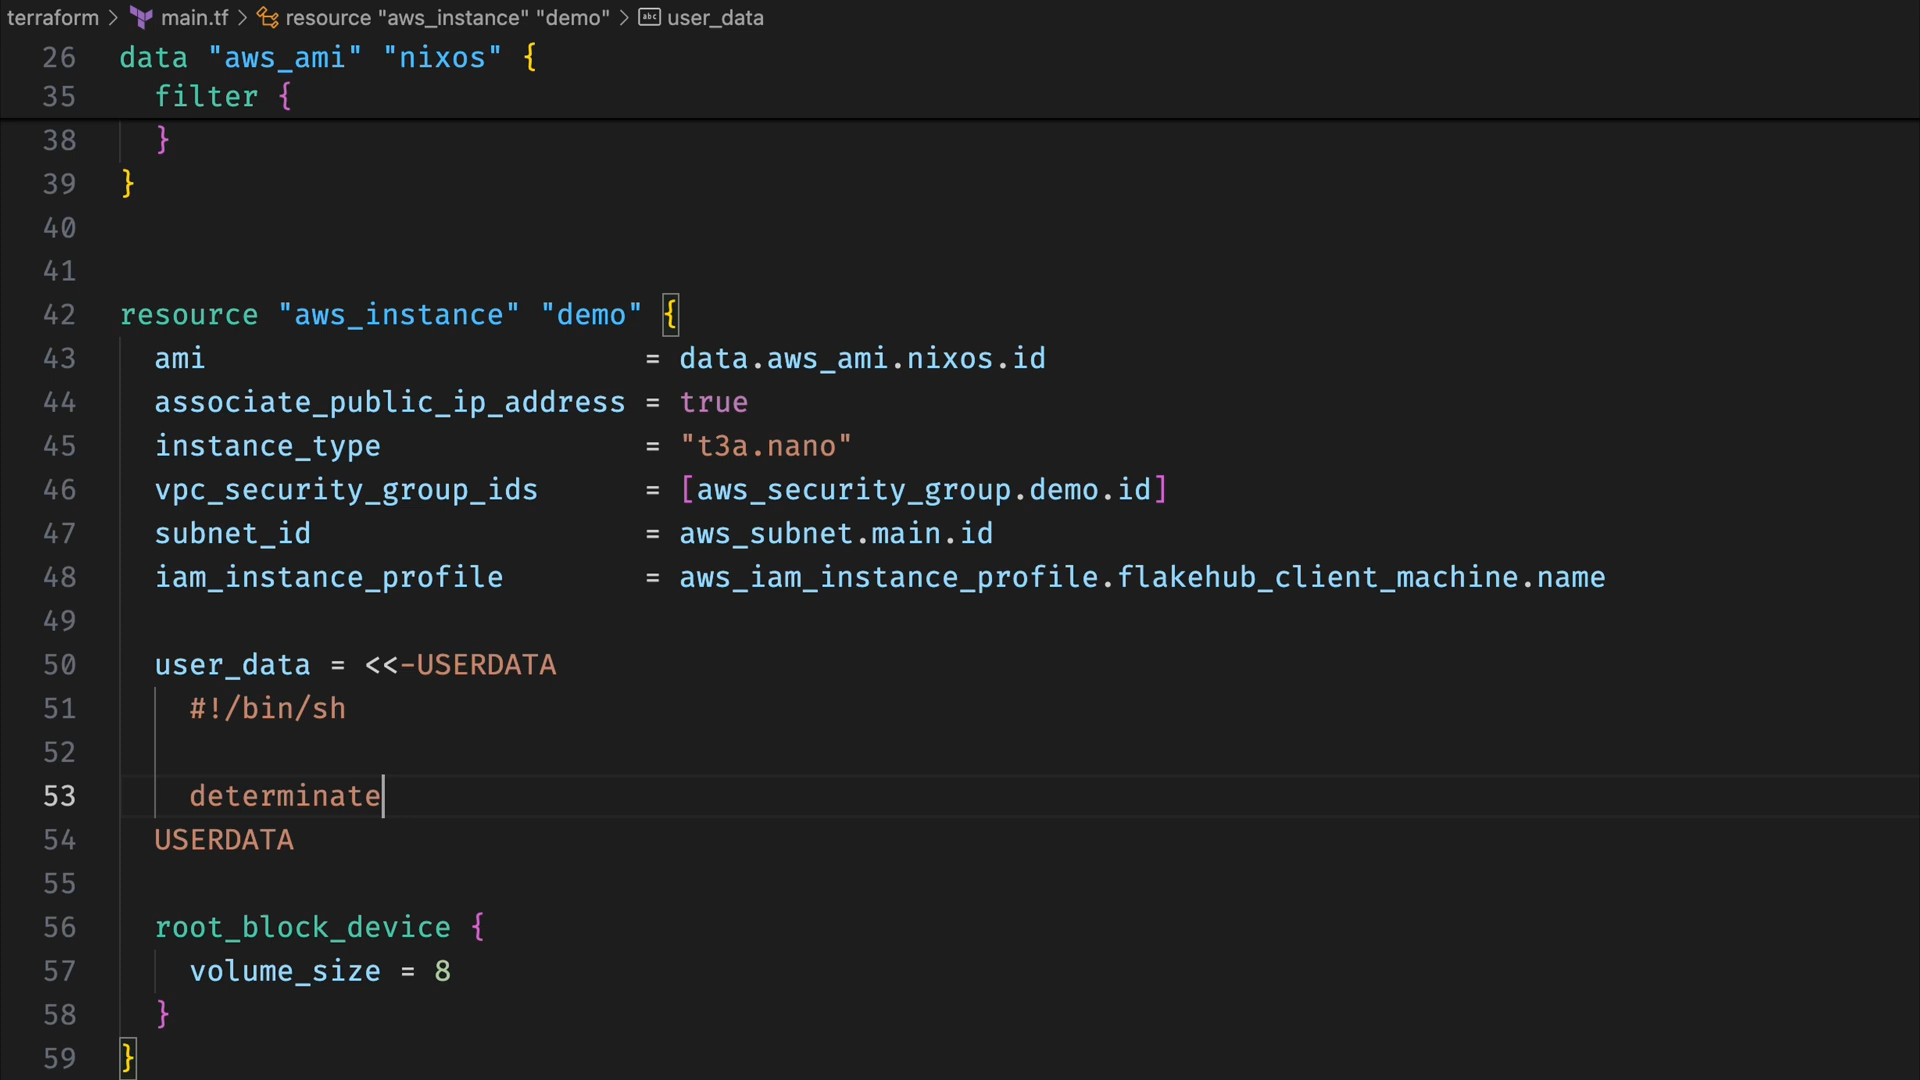 terraform > main.tf > resource "aws_instance" "demo" > abc user_data
26 data "aws_ami" "nixos" {
35   filter {
38   }
39 }
40
41
42 resource "aws_instance" "demo" {
43   ami                         = data.aws_ami.nixos.id
44   associate_public_ip_address = true
45   instance_type               = "t3a.nano"
46   vpc_security_group_ids      = [aws_security_group.demo.id]
47   subnet_id                   = aws_subnet.main.id
48   iam_instance_profile        = aws_iam_instance_profile.flakehub_client_machine.name
49
50   user_data = <<-USERDATA
51     #!/bin/sh
52
53     determinate
54   USERDATA
55
56   root_block_device {
57     volume_size = 8
58   }
59 }